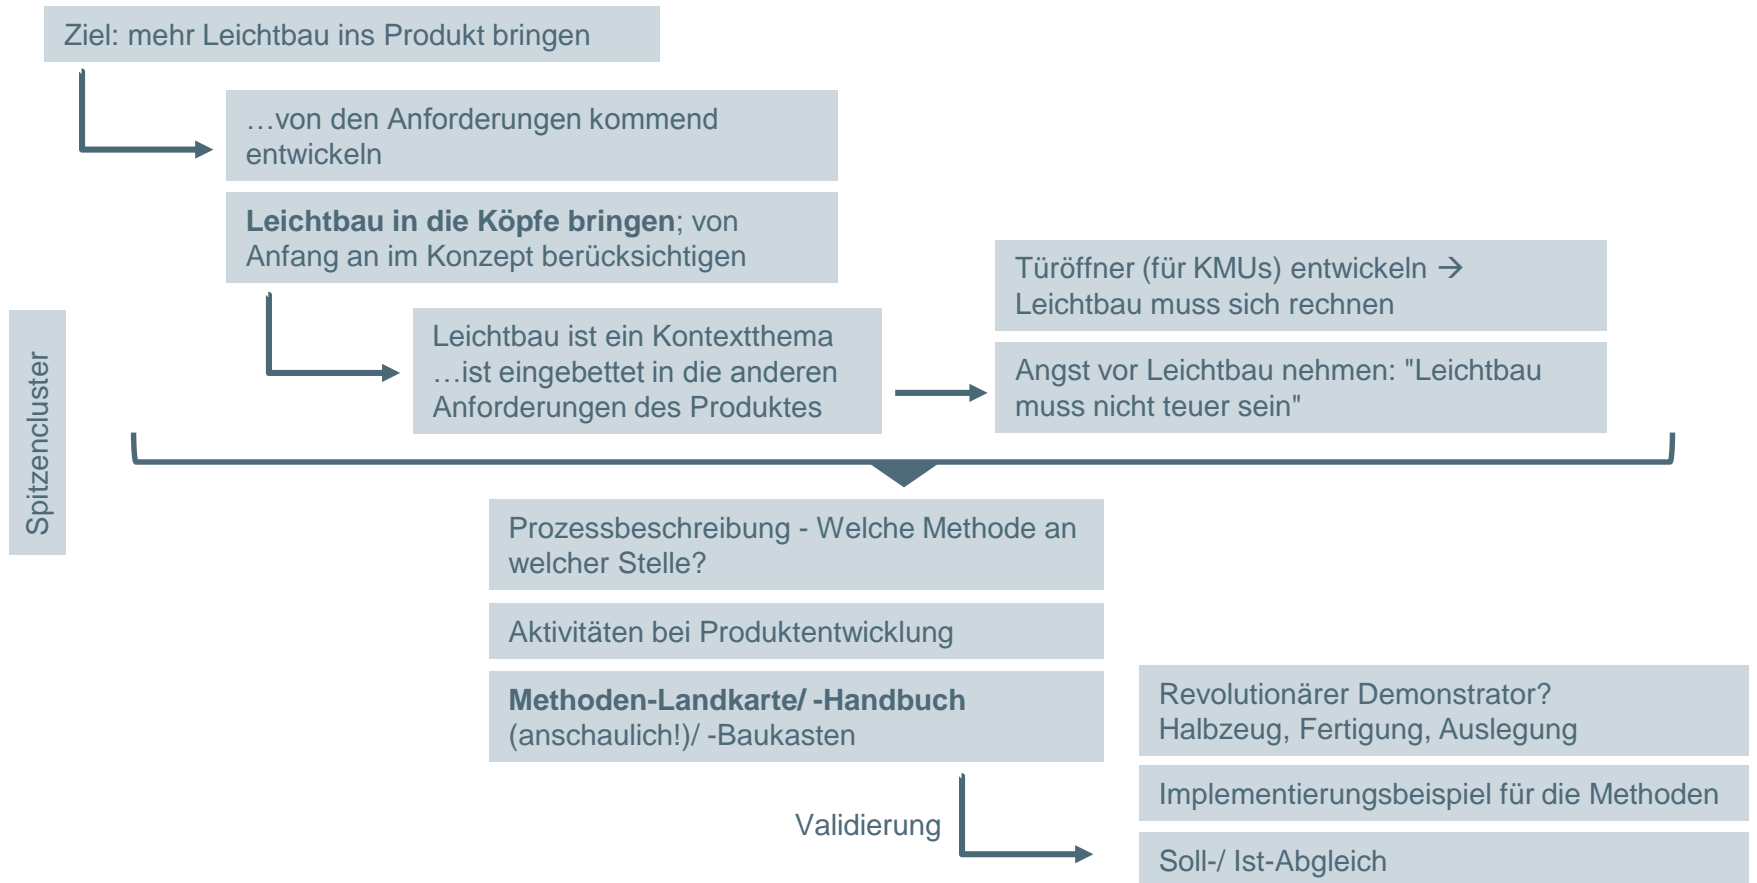 Ziel: mehr Leichtbau ins Produkt bringen
…von den Anforderungen kommend
entwickeln
Leichtbau in die Köpfe bringen; von
Anfang an im Konzept berücksichtigen
Leichtbau ist ein Kontextthema
…ist eingebettet in die anderen
Anforderungen des Produktes
Türöffner (für KMUs) entwickeln →
Leichtbau muss sich rechnen
Angst vor Leichtbau nehmen: "Leichtbau
muss nicht teuer sein"
Spitzencluster
Prozessbeschreibung - Welche Methode an
welcher Stelle?
Aktivitäten bei Produktentwicklung
Methoden-Landkarte/ -Handbuch
(anschaulich!)/ -Baukasten
Validierung
Revolutionärer Demonstrator?
Halbzeug, Fertigung, Auslegung
Implementierungsbeispiel für die Methoden
Soll-/ Ist-Abgleich